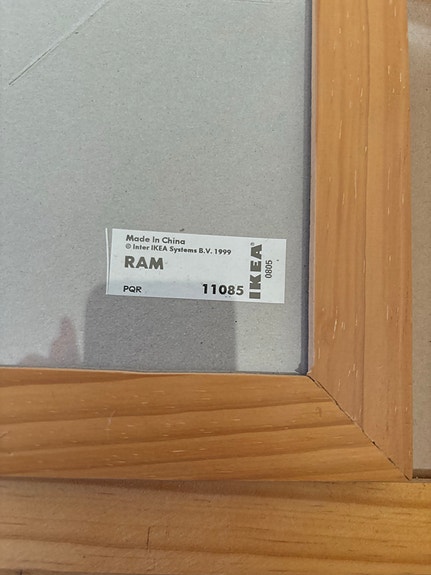 Made in China
© Inter IKEA Systems B.V. 1999
RAM
PQR 11085
IKEA®
0805